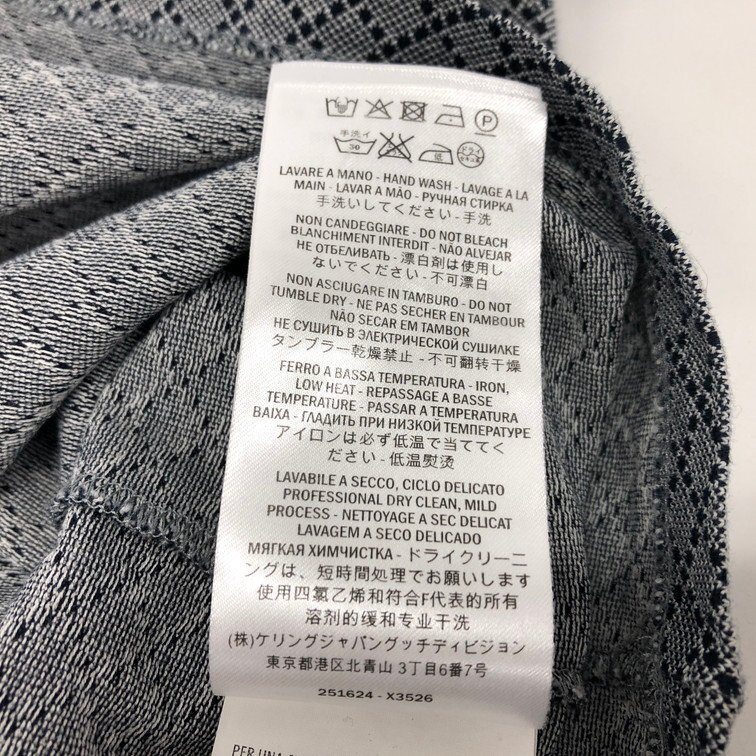 P
手洗イ
30
低
ドライ
LAVARE A MANO - HAND WASH - LAVAGE A LA
MAIN - LAVAR A MÃO - РУЧНАЯ СТИРКА
手洗いしてください - 手洗
NON CANDEGGIARE - DO NOT BLEACH
BLANCHIMENT INTERDIT - NÃO ALVEJAR
НЕ ОТБЕЛИВАТЬ - 漂白剤は使用し
ないでください - 不可漂白
NON ASCIUGARE IN TAMBURO - DO NOT
TUMBLE DRY - NE PAS SECHER EN TAMBOUR
NÃO SECAR EM TAMBOR
НЕ СУШИТЬ В ЭЛЕКТРИЧЕСКОЙ СУШИЛКЕ
タンブラー乾燥禁止 - 不可翻转干燥
FERRO A BASSA TEMPERATURA - IRON,
LOW HEAT - REPASSAGE A BASSE
TEMPERATURE - PASSAR A TEMPERATURA
BAIXA - ГЛАДИТЬ ПРИ НИЗКОЙ ТЕМПЕРАТУРЕ
アイロンは必ず低温で当ててく
ださい - 低温熨烫
LAVABILE A SECCO, CICLO DELICATO
PROFESSIONAL DRY CLEAN, MILD
PROCESS - NETTOYAGE A SEC DELICAT
LAVAGEM A SECO DELICADO
МЯГКАЯ ХИМЧИСТКА - ドライクリーニ
ングは、短時間処理でお願いします
使用四氯乙烯和符合F代表的所有
溶剂的缓和专业干洗
(株)ケリングジャパングッチディビジョン
東京都港区北青山 3丁目6番7号
251624 - X3526
PER UNA